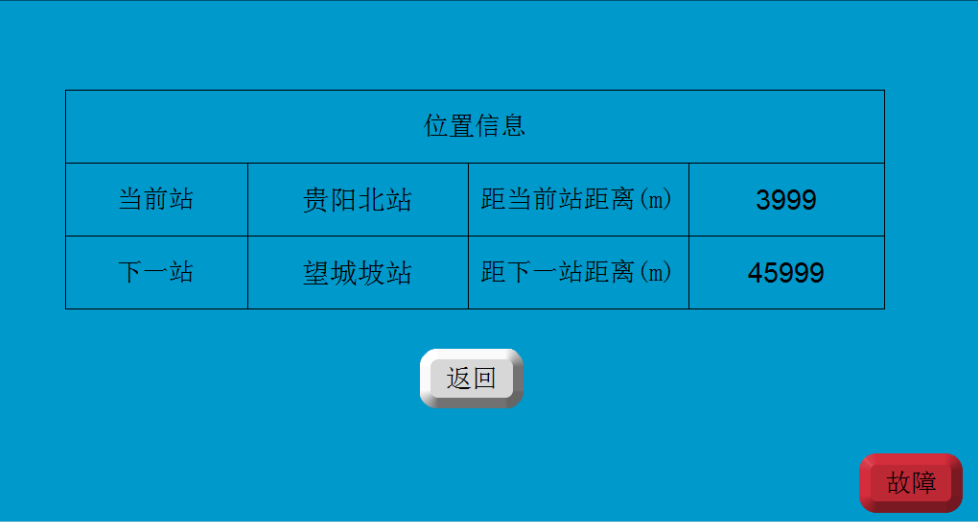 位置信息
当前站 贵阳北站 距当前站距离(m) 3999
下一站 望城坡站 距下一站距离(m) 45999
返回
故障